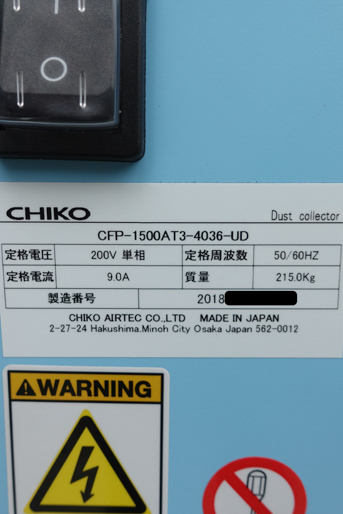 CHIKO Dust collector
CFP-1500AT3-4036-UD
定格電圧 200V 単相 定格周波数 50/60HZ
定格電流 9.0A 質量 215.0Kg
製造番号 2018
CHIKO AIRTEC CO.,LTD MADE IN JAPAN
2-27-24 Hakushima.Minoh City Osaka Japan 562-0012
WARNING